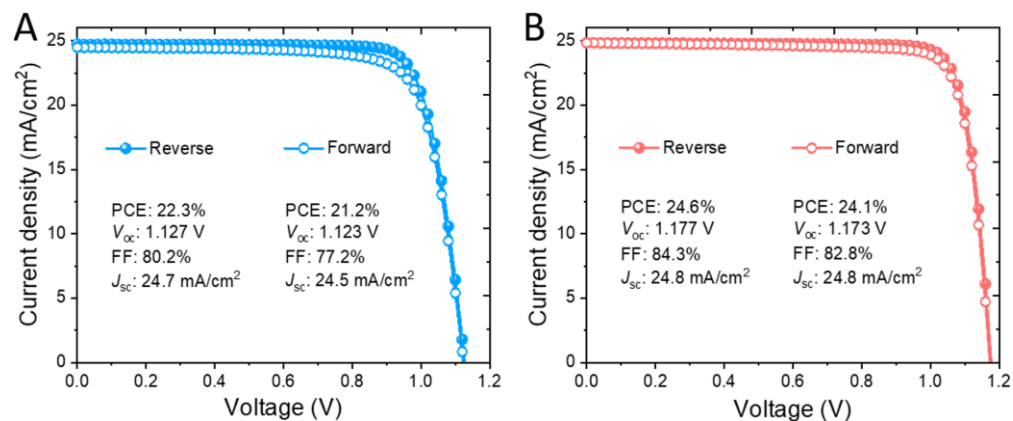 A
Current density (mA/cm²)
25
20
15
10
5
0
Reverse
Forward
PCE: 22.3%
Voc: 1.127 V
FF: 80.2%
Jsc: 24.7 mA/cm²
PCE: 21.2%
Voc: 1.123 V
FF: 77.2%
Jsc: 24.5 mA/cm²
0.0 0.2 0.4 0.6 0.8 1.0 1.2
Voltage (V)
B
Current density (mA/cm²)
25
20
15
10
5
0
Reverse
Forward
PCE: 24.6%
Voc: 1.177 V
FF: 84.3%
Jsc: 24.8 mA/cm²
PCE: 24.1%
Voc: 1.173 V
FF: 82.8%
Jsc: 24.8 mA/cm²
0.0 0.2 0.4 0.6 0.8 1.0 1.2
Voltage (V)